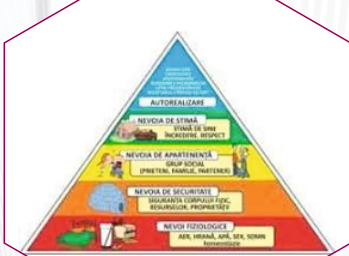 AUTOREALIZARE
NEVOIA DE STIMĂ
STIMĂ DE SINE
ÎNCREDERE, RESPECT
NEVOIA DE APARTENENȚĂ
GRUP SOCIAL
(PRIETENI, FAMILIE, PARTENER)
NEVOIA DE SECURITATE
SIGURANȚA CORPULUI FIZIC,
RESURSELOR, PROPRIETĂȚII
NEVOI FIZIOLOGICE
AER, HRANĂ, APĂ, SEX, SOMN
homeostazie